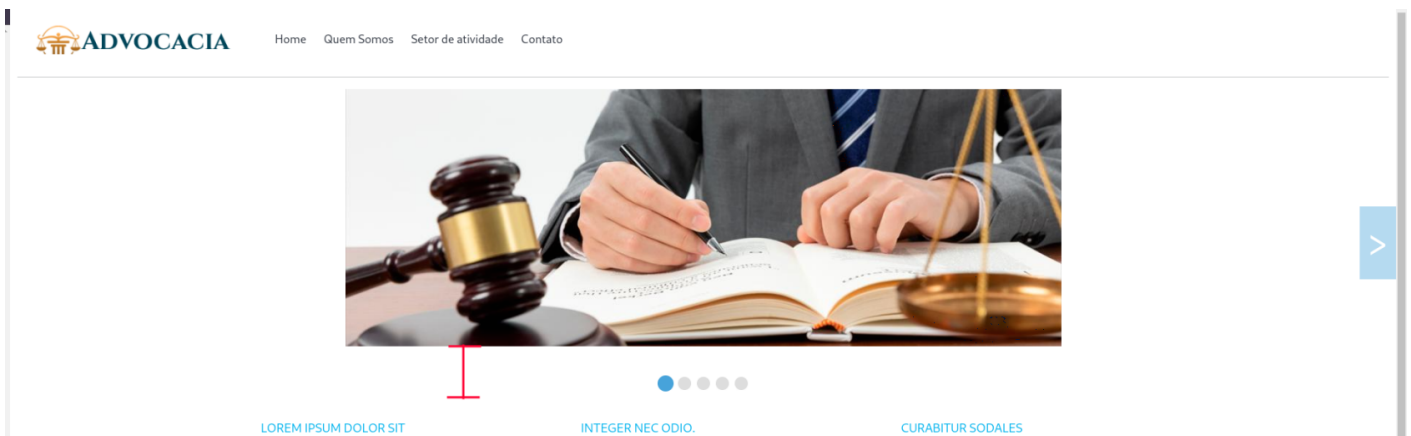 ADVOCACIA
Home Quem Somos Setor de atividade Contato
>
LOREM IPSUM DOLOR SIT INTEGER NEC ODIO. CURABITUR SODALES